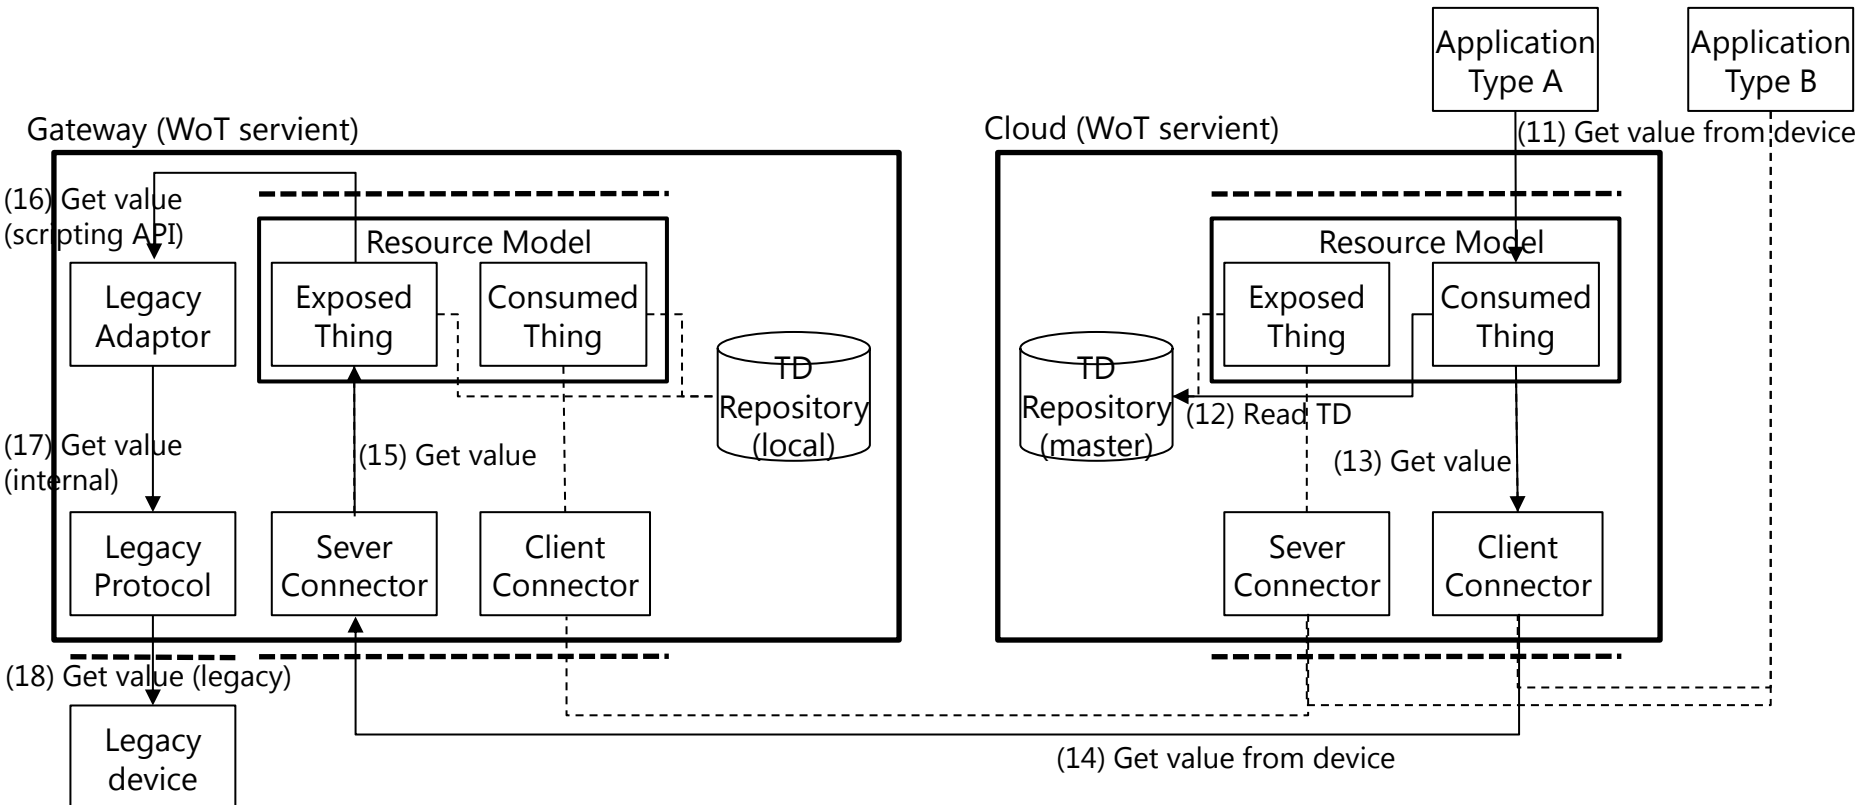 Application
Type A
Application
Type B
Gateway (WoT servient)
Cloud (WoT servient)
(11) Get value from device
(16) Get value
(scripting API)
Resource Model
Resource Model
Legacy
Adaptor
Exposed
Thing
Consumed
Thing
TD
Repository
(local)
TD
Repository
(master)
Exposed
Thing
Consumed
Thing
(12) Read TD
(17) Get value
(internal)
(15) Get value
(13) Get value
Legacy
Protocol
Sever
Connector
Client
Connector
Sever
Connector
Client
Connector
(18) Get value (legacy)
Legacy
device
(14) Get value from device